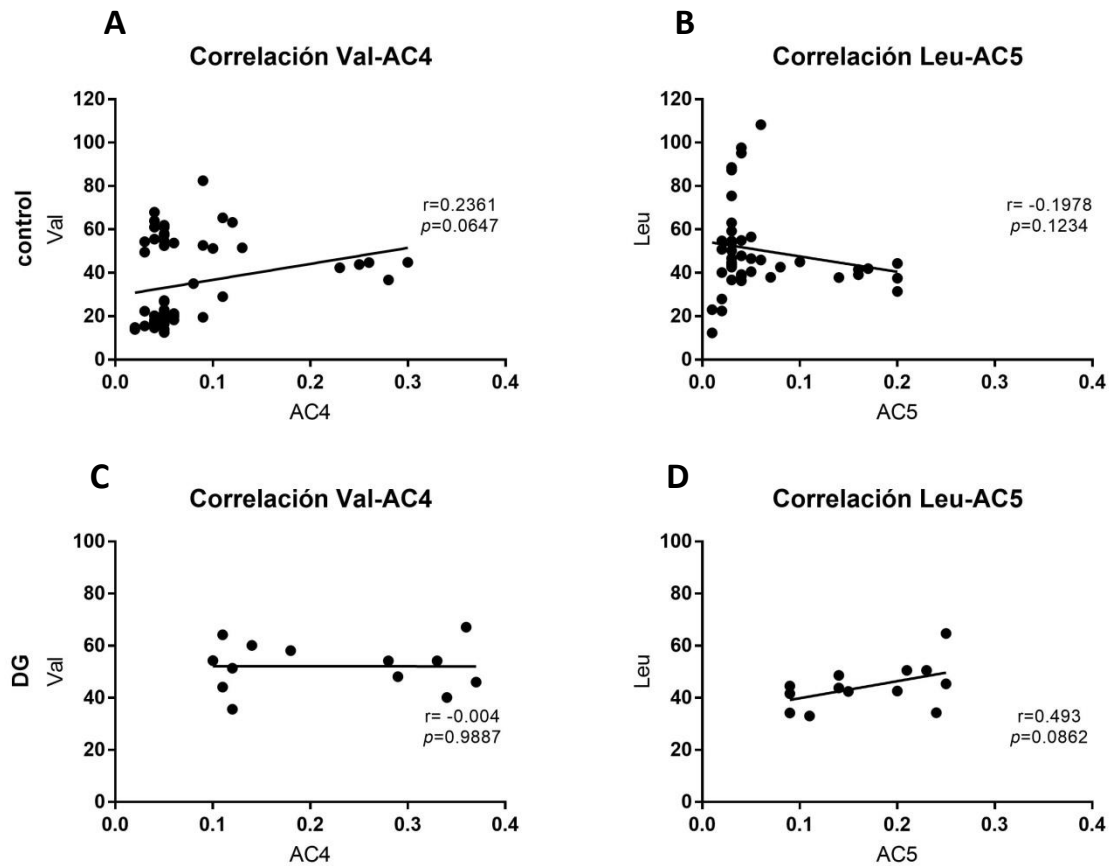 A
Correlación Val-AC4
control
Val
120
100
80
60
40
20
0
r=0.2361
p=0.0647
0.0 0.1 0.2 0.3 0.4
AC4
B
Correlación Leu-AC5
Leu
120
100
80
60
40
20
0
r= -0.1978
p=0.1234
0.0 0.1 0.2 0.3 0.4
AC5
C
Correlación Val-AC4
DG
Val
100
80
60
40
20
0
r= -0.004
p=0.9887
0.0 0.1 0.2 0.3 0.4
AC4
D
Correlación Leu-AC5
Leu
100
80
60
40
20
0
r=0.493
p=0.0862
0.0 0.1 0.2 0.3 0.4
AC5